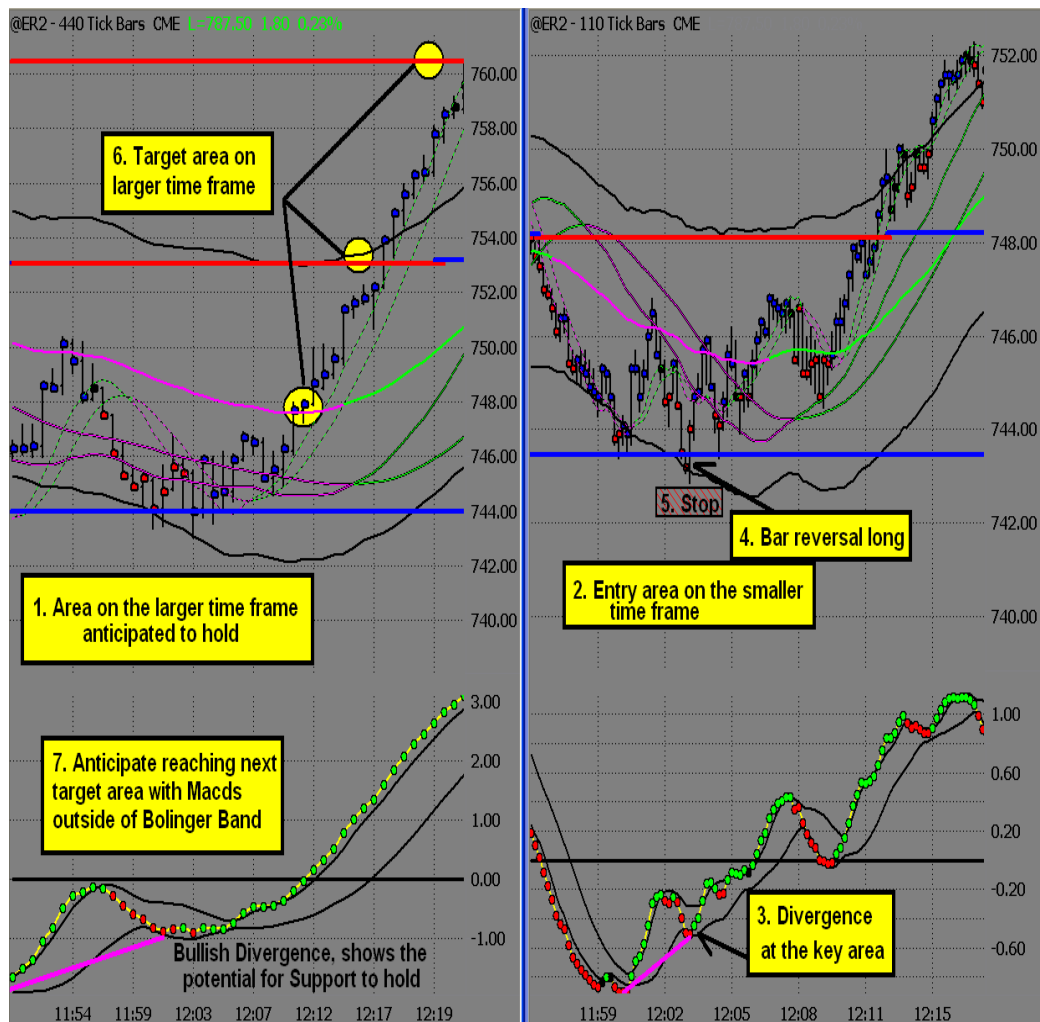 @ER2 - 440 Tick Bars  CME  L=787.50  1.80  0.23%
760.00
758.00
756.00
754.00
752.00
750.00
748.00
746.00
744.00
742.00
740.00
6. Target area on
larger time frame
1. Area on the larger time frame
anticipated to hold
3.00
2.00
1.00
0.00
-1.00
7. Anticipate reaching next
target area with Macds
outside of Bolinger Band
Bullish Divergence, shows the
potential for Support to hold
11:54 11:59 12:03 12:07 12:12 12:17 12:19
@ER2 - 110 Tick Bars  CME
752.00
750.00
748.00
746.00
744.00
742.00
740.00
5. Stop
4. Bar reversal long
2. Entry area on the smaller
time frame
1.00
0.60
0.20
-0.20
-0.60
3. Divergence
at the key area
11:59 12:02 12:05 12:08 12:11 12:15